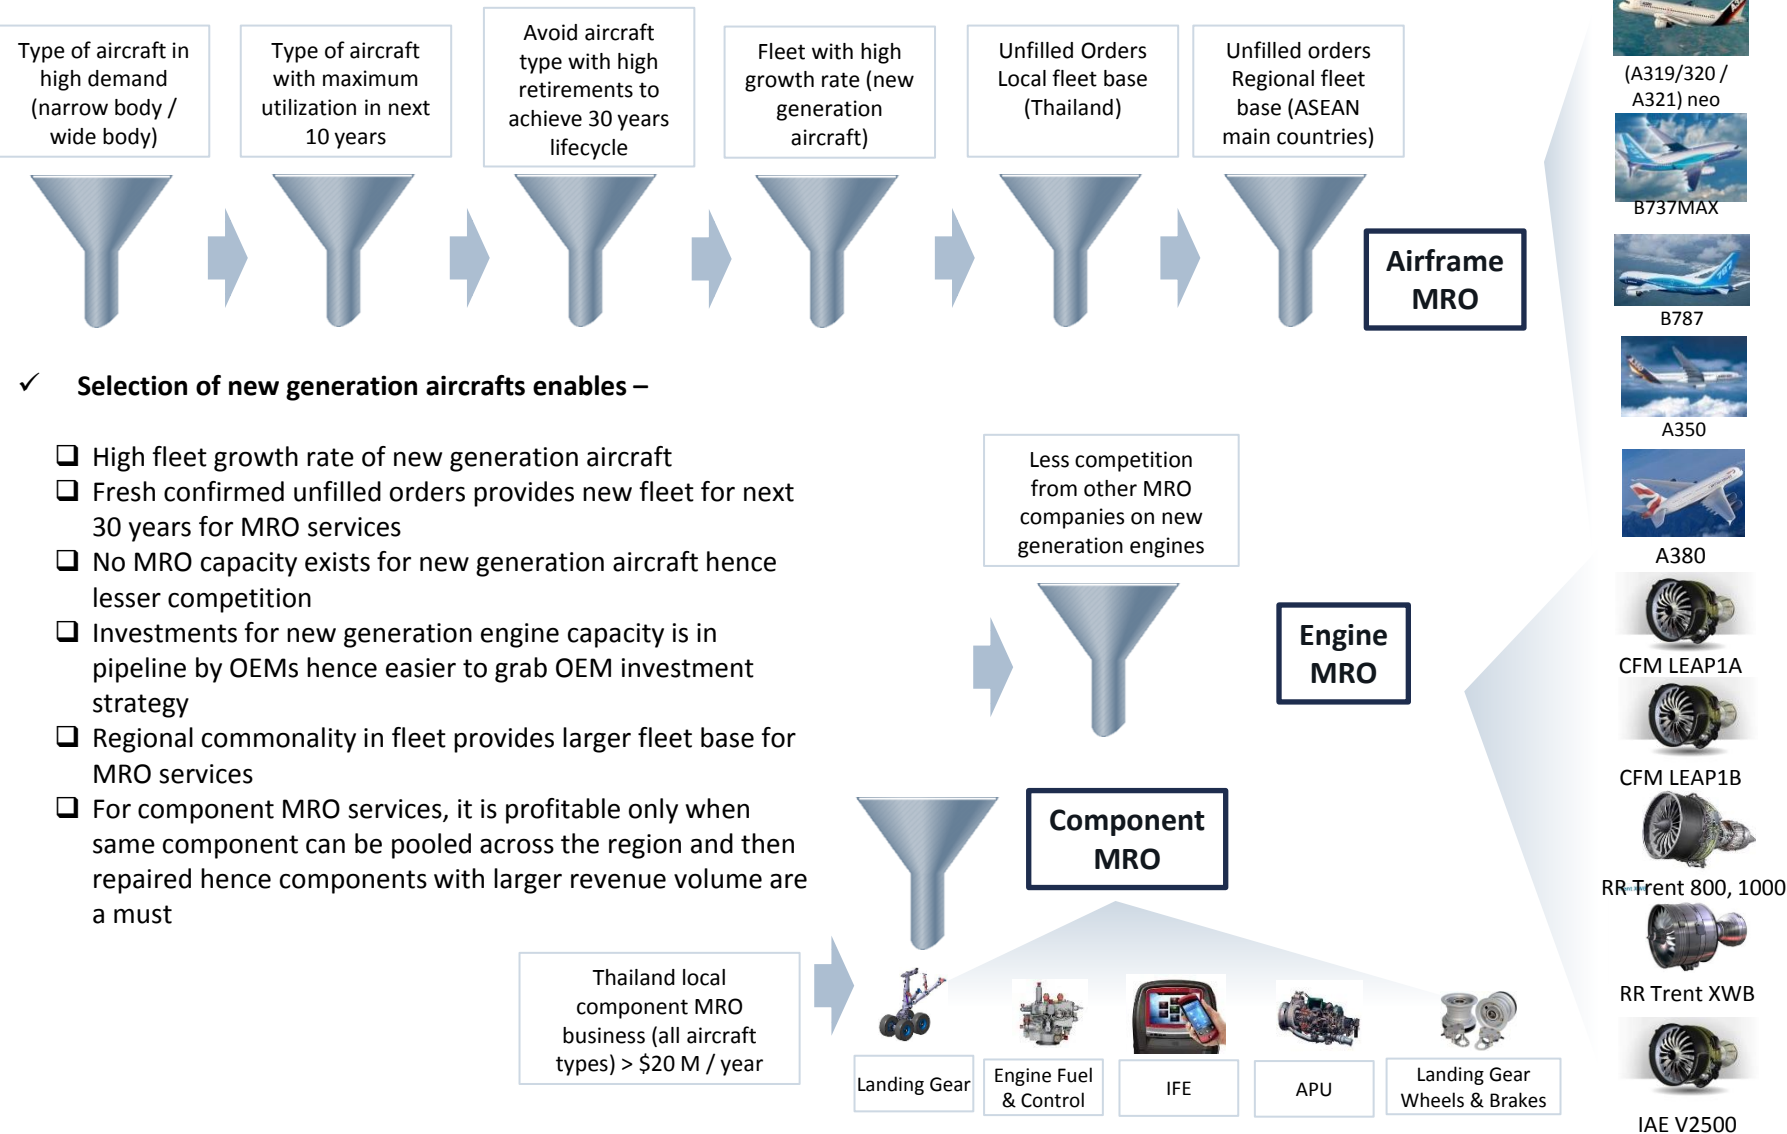 Type of aircraft in
high demand
(narrow body /
wide body)
Type of aircraft
with maximum
utilization in next
10 years
Avoid aircraft
type with high
retirements to
achieve 30 years
lifecycle
Fleet with high
growth rate (new
generation
aircraft)
Unfilled Orders
Local fleet base
(Thailand)
Unfilled orders
Regional fleet
base (ASEAN
main countries)
Airframe
MRO
(A319/320 /
A321) neo
B737MAX
B787
A350
A380
✓ Selection of new generation aircrafts enables –
❑ High fleet growth rate of new generation aircraft
❑ Fresh confirmed unfilled orders provides new fleet for next
30 years for MRO services
❑ No MRO capacity exists for new generation aircraft hence
lesser competition
❑ Investments for new generation engine capacity is in
pipeline by OEMs hence easier to grab OEM investment
strategy
❑ Regional commonality in fleet provides larger fleet base for
MRO services
❑ For component MRO services, it is profitable only when
same component can be pooled across the region and then
repaired hence components with larger revenue volume are
a must
Less competition
from other MRO
companies on new
generation engines
Engine
MRO
CFM LEAP1A
CFM LEAP1B
RR Trent 800, 1000
RR Trent XWB
IAE V2500
Component
MRO
Thailand local
component MRO
business (all aircraft
types) > $20 M / year
Landing Gear
Engine Fuel
& Control
IFE
APU
Landing Gear
Wheels & Brakes